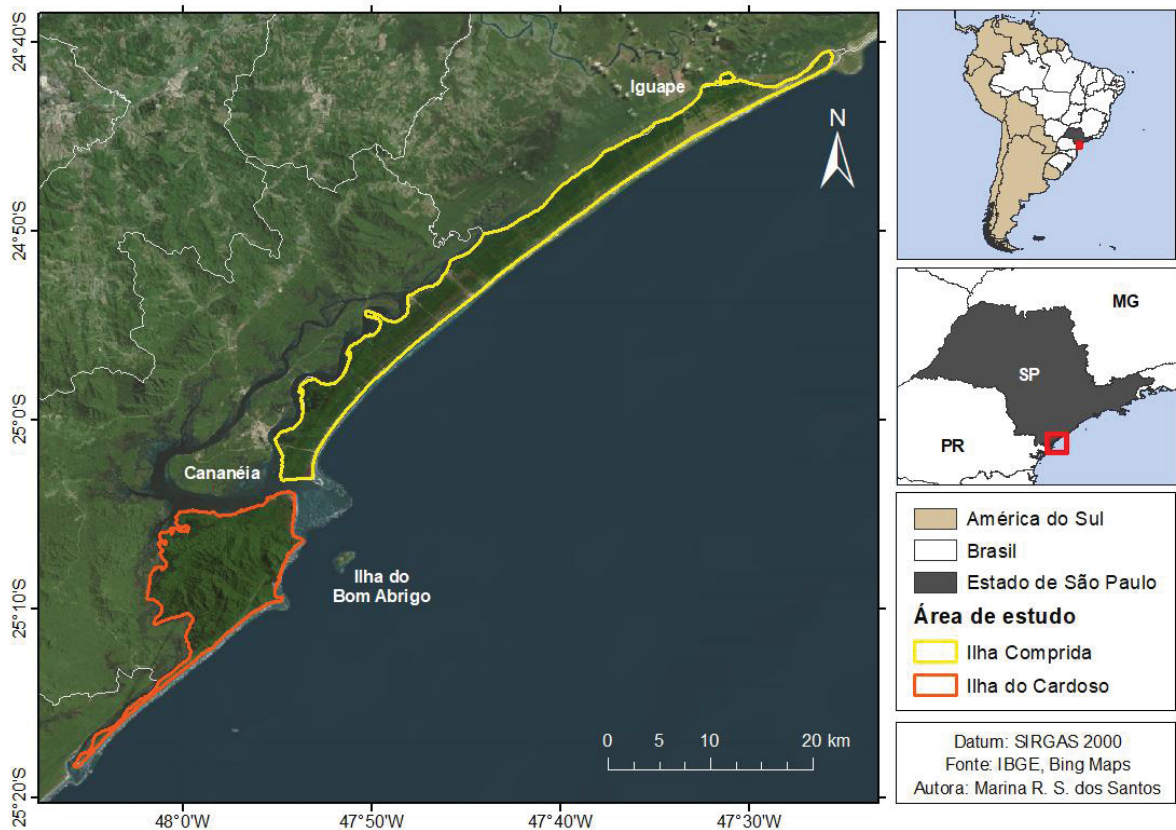 24°40'S
24°50'S
25°0'S
25°10'S
25°20'S
48°0'W
47°50'W
47°40'W
47°30'W
Iguape
N
Cananéia
Ilha do
Bom Abrigo
0 5 10 20 km
MG
SP
PR
América do Sul
Brasil
Estado de São Paulo
Área de estudo
Ilha Comprida
Ilha do Cardoso
Datum: SIRGAS 2000
Fonte: IBGE, Bing Maps
Autora: Marina R. S. dos Santos